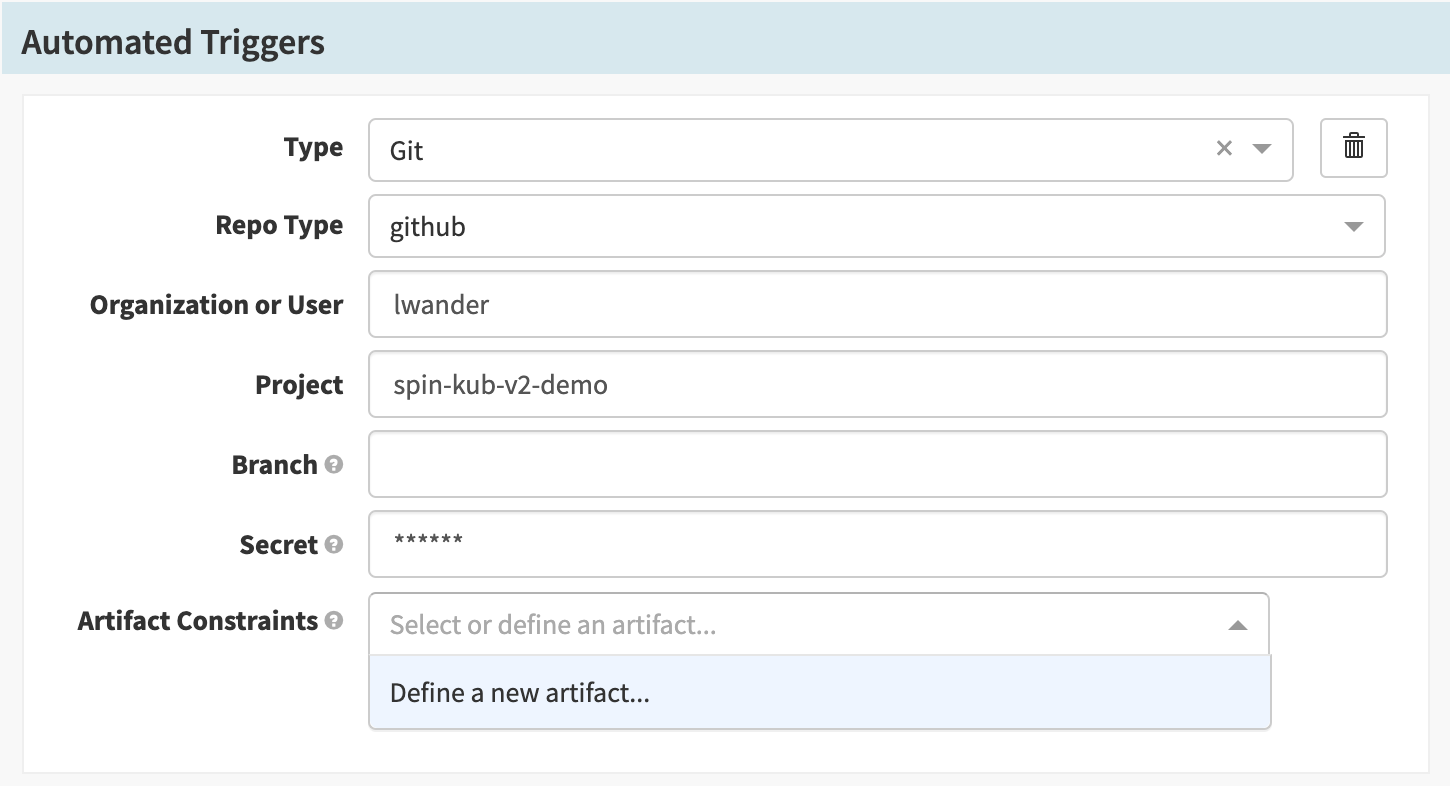 Automated Triggers
Type Git
Repo Type github
Organization or User lwander
Project spin-kub-v2-demo
Branch ?
Secret ? ******
Artifact Constraints ? Select or define an artifact...
Define a new artifact...